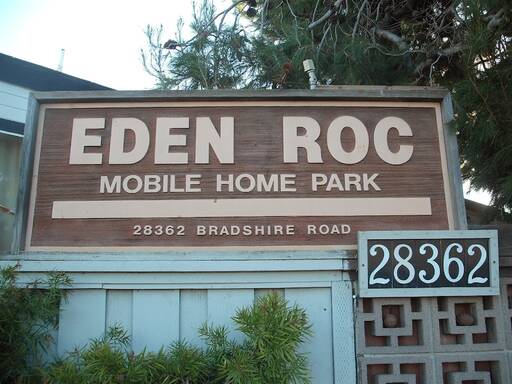 EDEN ROC
MOBILE HOME PARK
28362 BRADSHIRE ROAD
28362